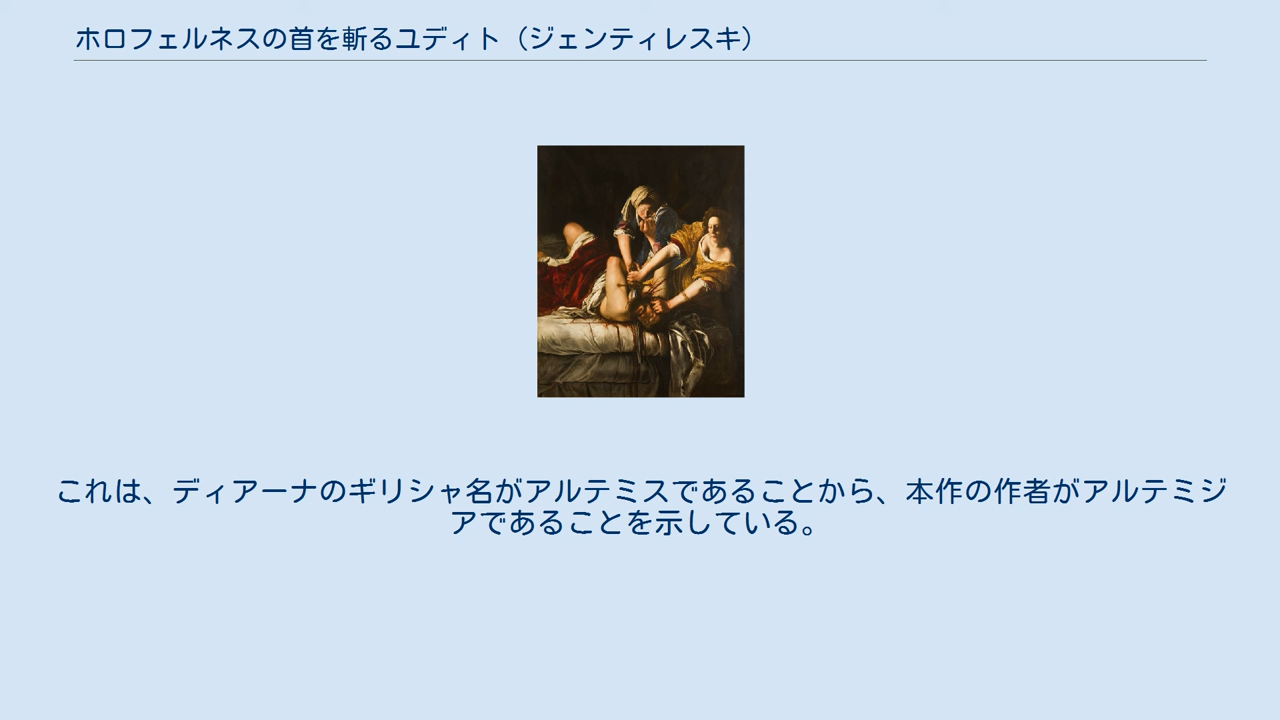 ホロフェルネスの首を斬るユディト（ジェンティレスキ）
これは、ディアーナのギリシャ名がアルテミスであることから、本作の作者がアルテミジ
アであることを示している。